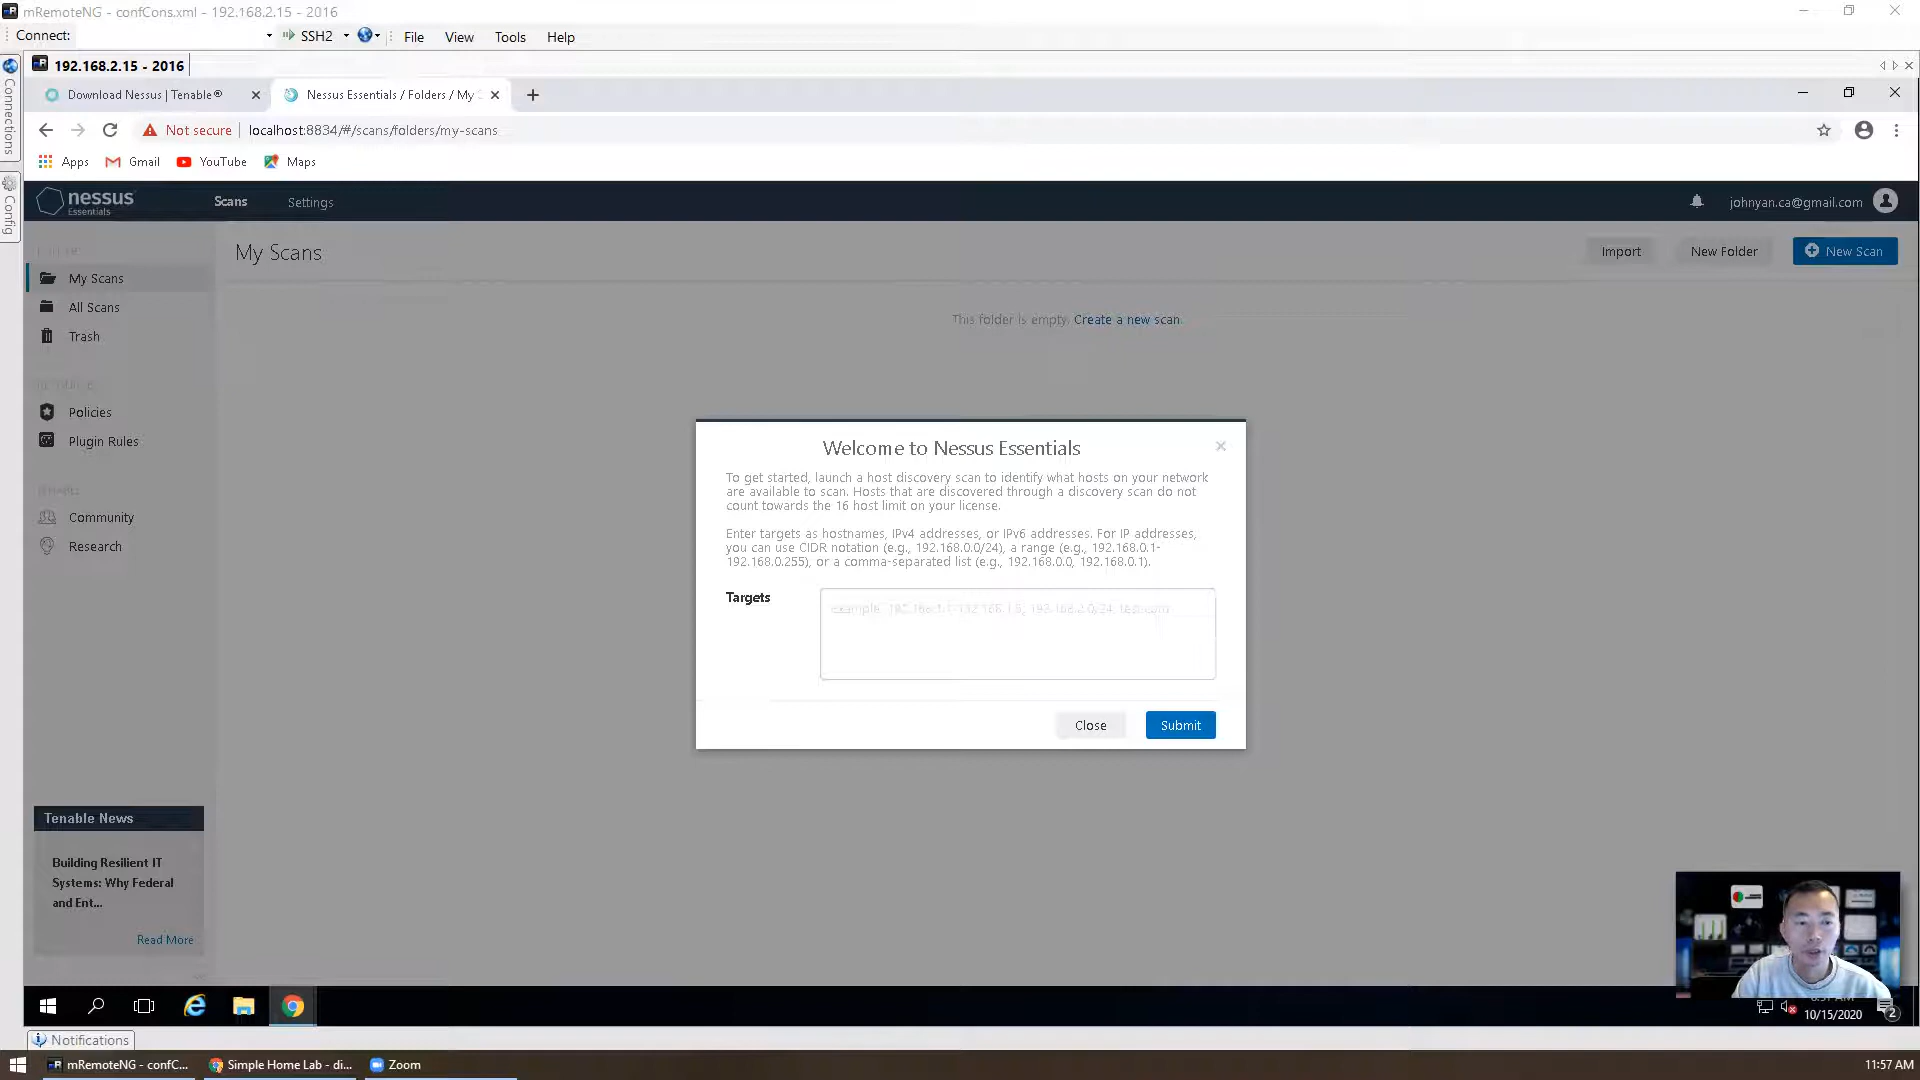 mRemoteNG - confCons.xml - 192.168.2.15 - 2016
Connect: SSH2 File View Tools Help
192.168.2.15 - 2016
Connections
Config
Download Nessus | Tenable® Nessus Essentials / Folders / My
Not secure localhost:8834/#/scans/folders/my-scans
Apps Gmail YouTube Maps
nessus Essentials Scans Settings johnyan.ca@gmail.com
My Scans Import New Folder New Scan
My Scans
All Scans
Trash
This folder is empty. Create a new scan.
Policies
Plugin Rules
Community
Research
Welcome to Nessus Essentials
To get started, launch a host discovery scan to identify what hosts on your network
are available to scan. Hosts that are discovered through a discovery scan do not
count towards the 16 host limit on your license.
Enter targets as hostnames, IPv4 addresses, or IPv6 addresses. For IP addresses,
you can use CIDR notation (e.g., 192.168.0.0/24), a range (e.g., 192.168.0.1-
192.168.0.255), or a comma-separated list (e.g., 192.168.0.0, 192.168.0.1).
Targets
Close Submit
Tenable News
Building Resilient IT
Systems: Why Federal
and Ent...
Read More
10/15/2020 2
Notifications
mRemoteNG - confC... Simple Home Lab - di... Zoom 11:57 AM